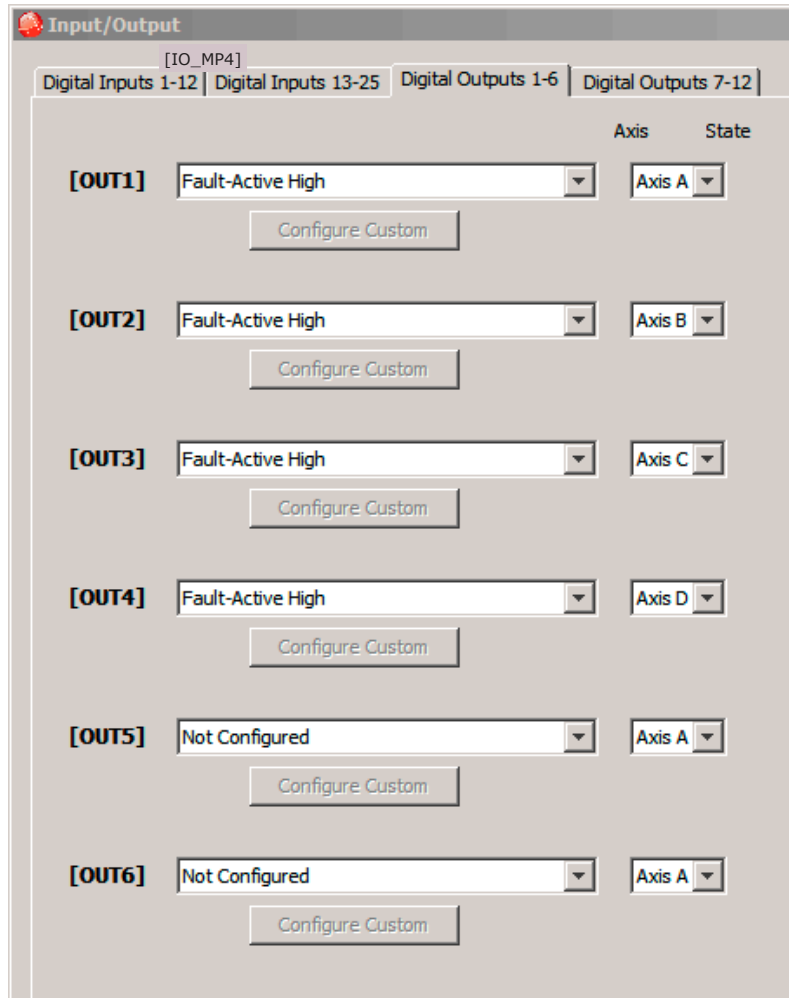 Input/Output
[IO_MP4]
Digital Inputs 1-12 Digital Inputs 13-25 Digital Outputs 1-6 Digital Outputs 7-12
Axis State
[OUT1] Fault-Active High Axis A
Configure Custom
[OUT2] Fault-Active High Axis B
Configure Custom
[OUT3] Fault-Active High Axis C
Configure Custom
[OUT4] Fault-Active High Axis D
Configure Custom
[OUT5] Not Configured Axis A
Configure Custom
[OUT6] Not Configured Axis A
Configure Custom